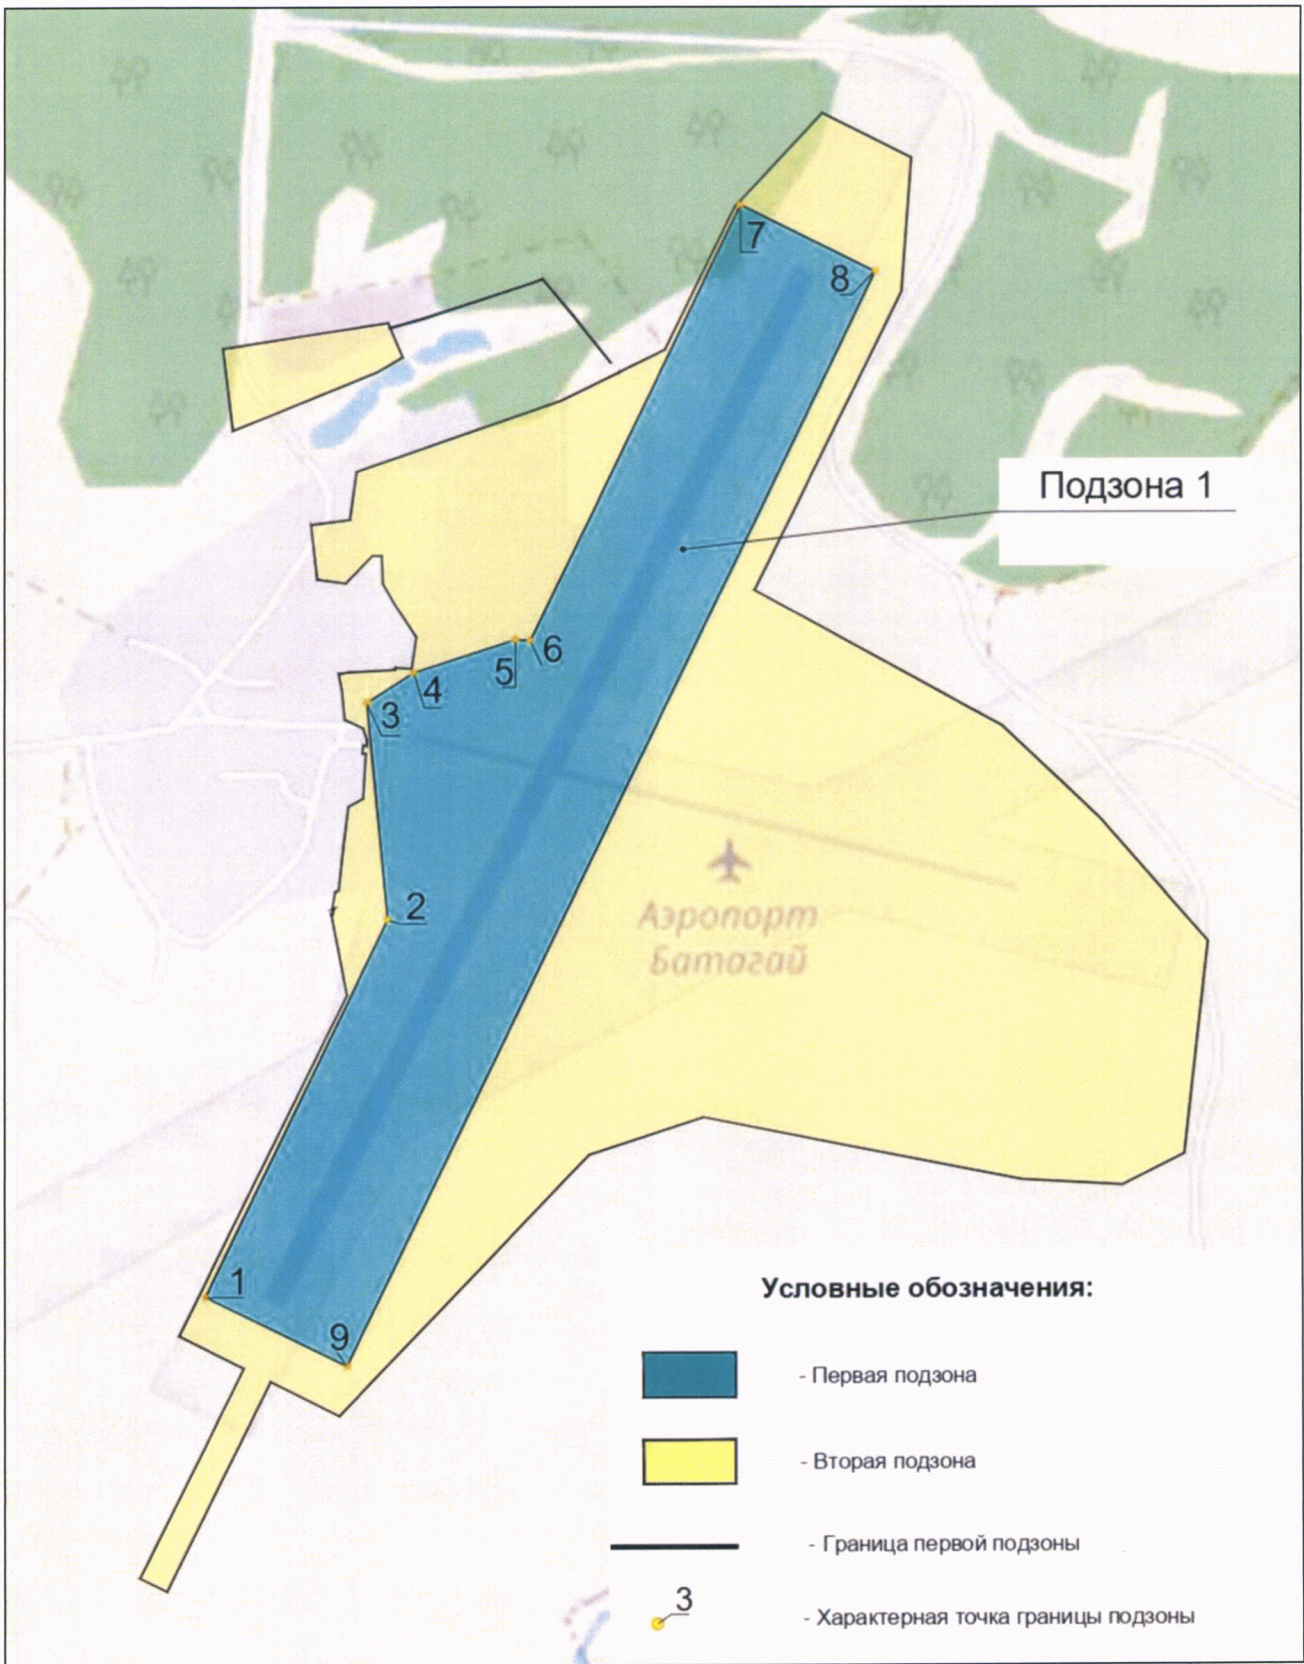 7
8
Подзона 1
6
5
4
3
2
Аэропорт
Батагай
1
9
Условные обозначения:
- Первая подзона
- Вторая подзона
- Граница первой подзоны
3
- Характерная точка границы подзоны